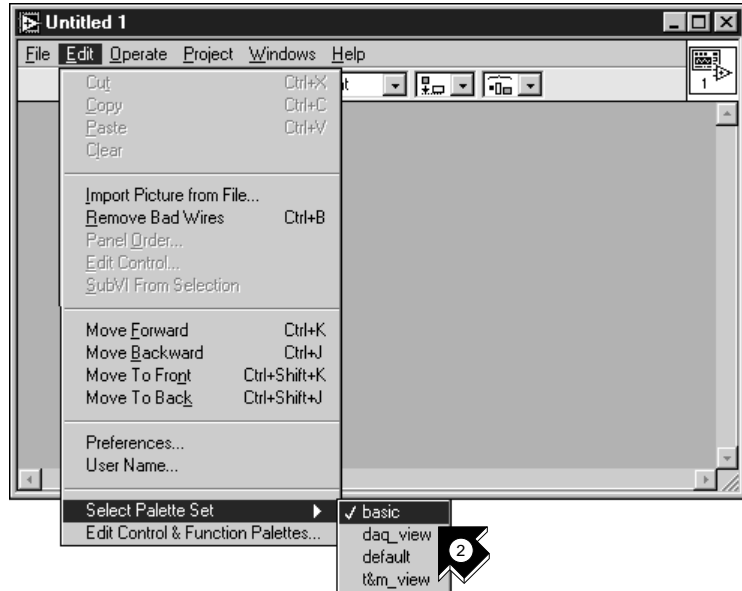 Untitled 1
File Edit Operate Project Windows Help
1
Cut Ctrl+X
Copy Ctrl+C
Paste Ctrl+V
Clear
Import Picture from File...
Remove Bad Wires Ctrl+B
Panel Order...
Edit Control...
SubVI From Selection
Move Forward Ctrl+K
Move Backward Ctrl+J
Move To Front Ctrl+Shift+K
Move To Back Ctrl+Shift+J
Preferences...
User Name...
Select Palette Set
Edit Control & Function Palettes...
basic
daq_view
default
t&m_view
2